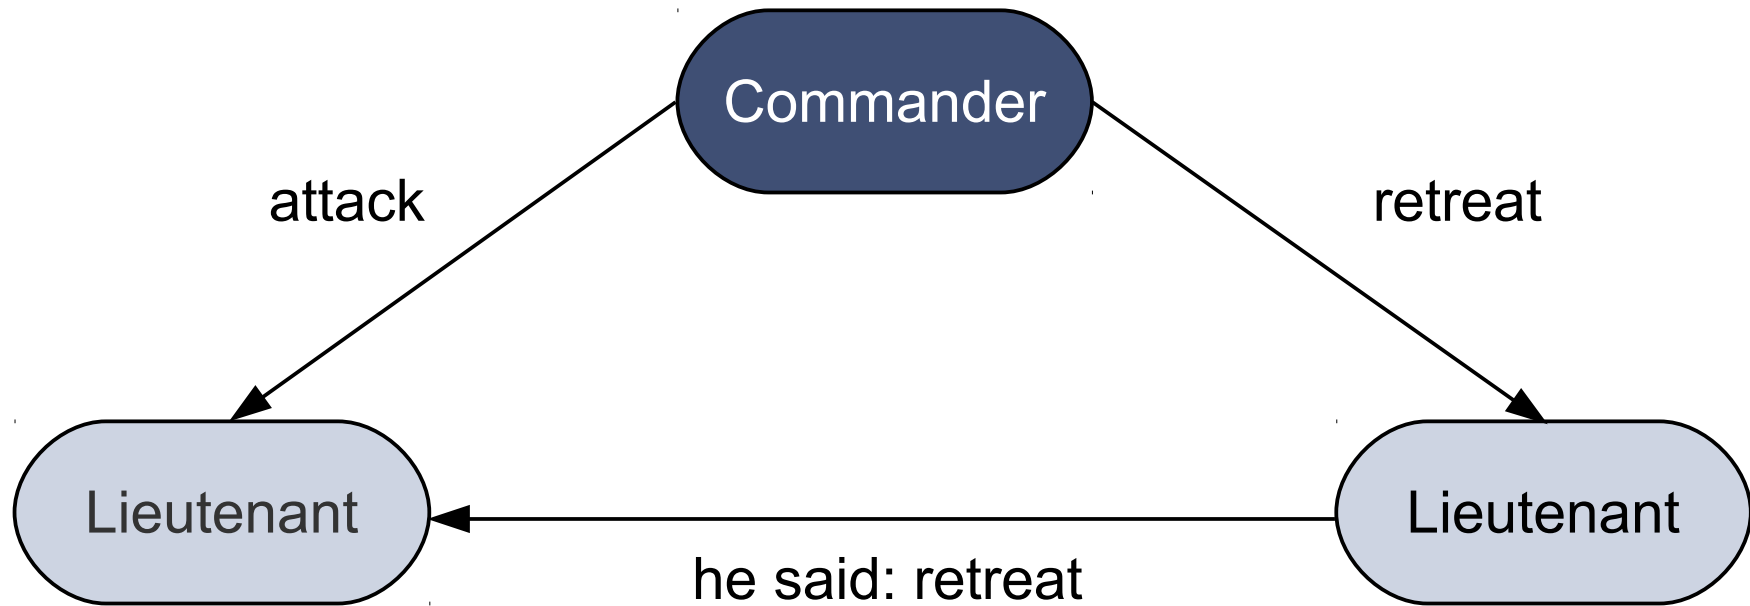 Commander
attack
retreat
Lieutenant
Lieutenant
he said: retreat